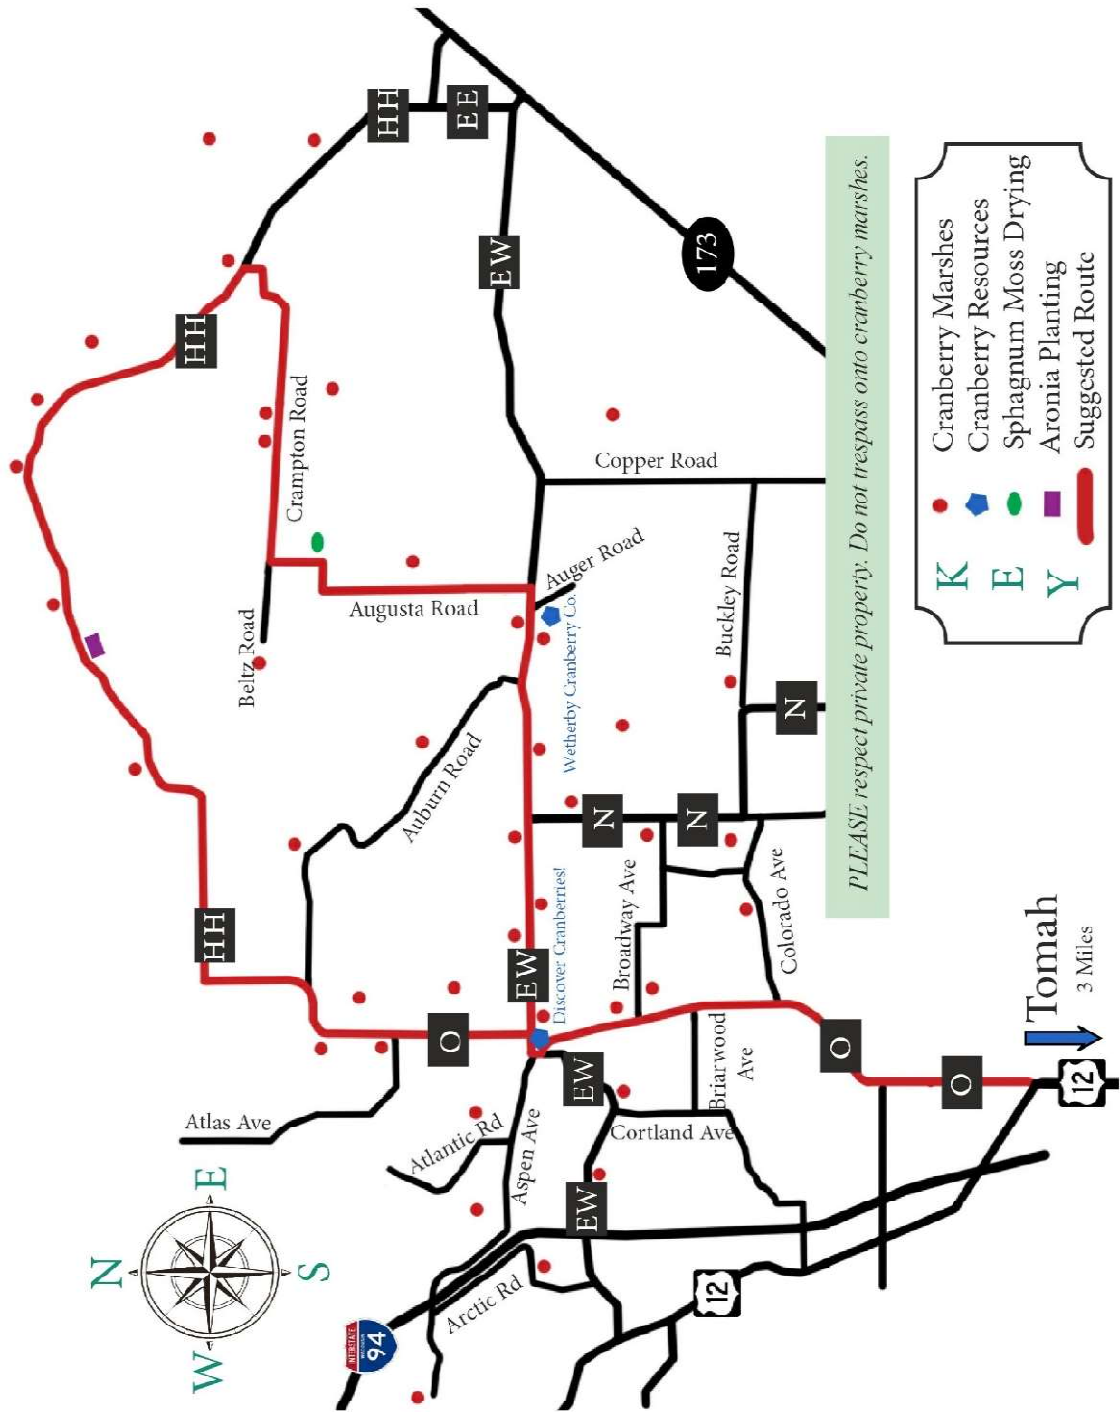 N
E
S
W
INTERSTATE
WISCONSIN
94
Atlas Ave
Atlantic Rd
Aspen Ave
Arctic Rd
EW
EW
12
Cortland Ave
Briarwood
Ave
O
O
O
12
Tomah
3 Miles
HH
EW
Discover Cranberries!
Broadway Ave
Colorado Ave
N
N
N
Auburn Road
Beltz Road
Augusta Road
Wetherby Cranberry Co.
Auger Road
Buckley Road
Copper Road
Crampton Road
HH
HH
EE
EW
173
PLEASE respect private property. Do not trespass onto cranberry marshes.
K
E
Y
Cranberry Marshes
Cranberry Resources
Sphagnum Moss Drying
Aronia Planting
Suggested Route